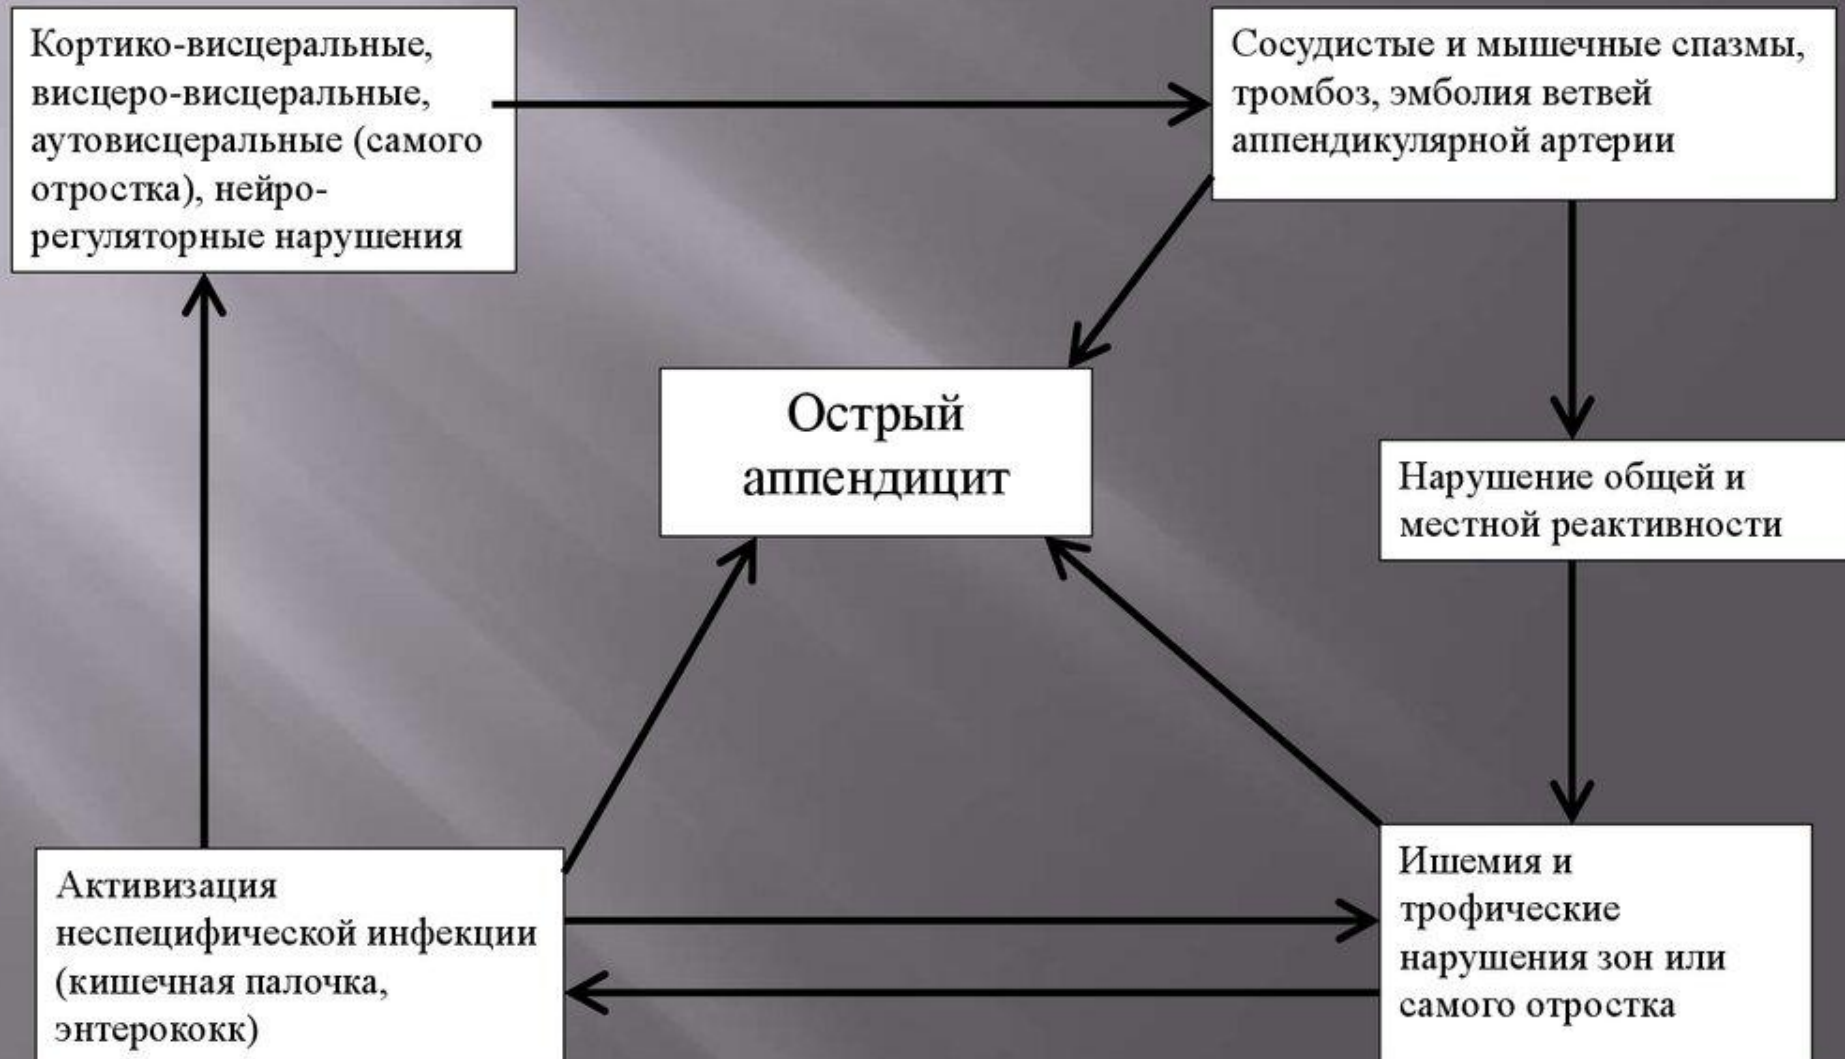 Кортико-висцеральные,
висцеро-висцеральные,
аутовисцеральные (самого
отростка), нейро-
регуляторные нарушения
Сосудистые и мышечные спазмы,
тромбоз, эмболия ветвей
аппендикулярной артерии
Острый
аппендицит
Нарушение общей и
местной реактивности
Активизация
неспецифической инфекции
(кишечная палочка,
энтерококк)
Ишемия и
трофические
нарушения зон или
самого отростка